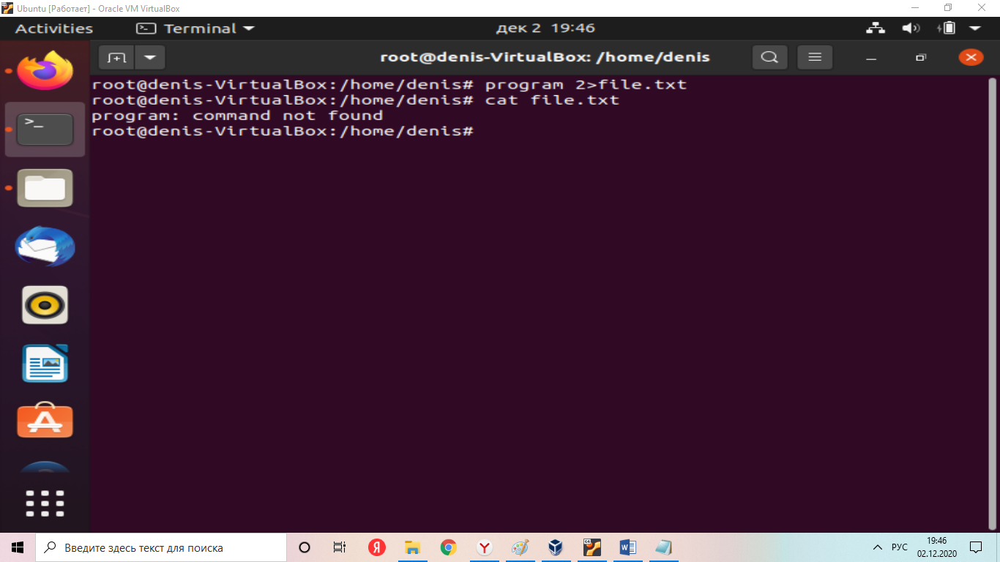 Ubuntu [Работает] - Oracle VM VirtualBox
Activities Terminal дек 2 19:46
root@denis-VirtualBox: /home/denis
root@denis-VirtualBox:/home/denis# program 2>file.txt
root@denis-VirtualBox:/home/denis# cat file.txt
program: command not found
root@denis-VirtualBox:/home/denis#
Введите здесь текст для поиска
РУС
19:46
02.12.2020